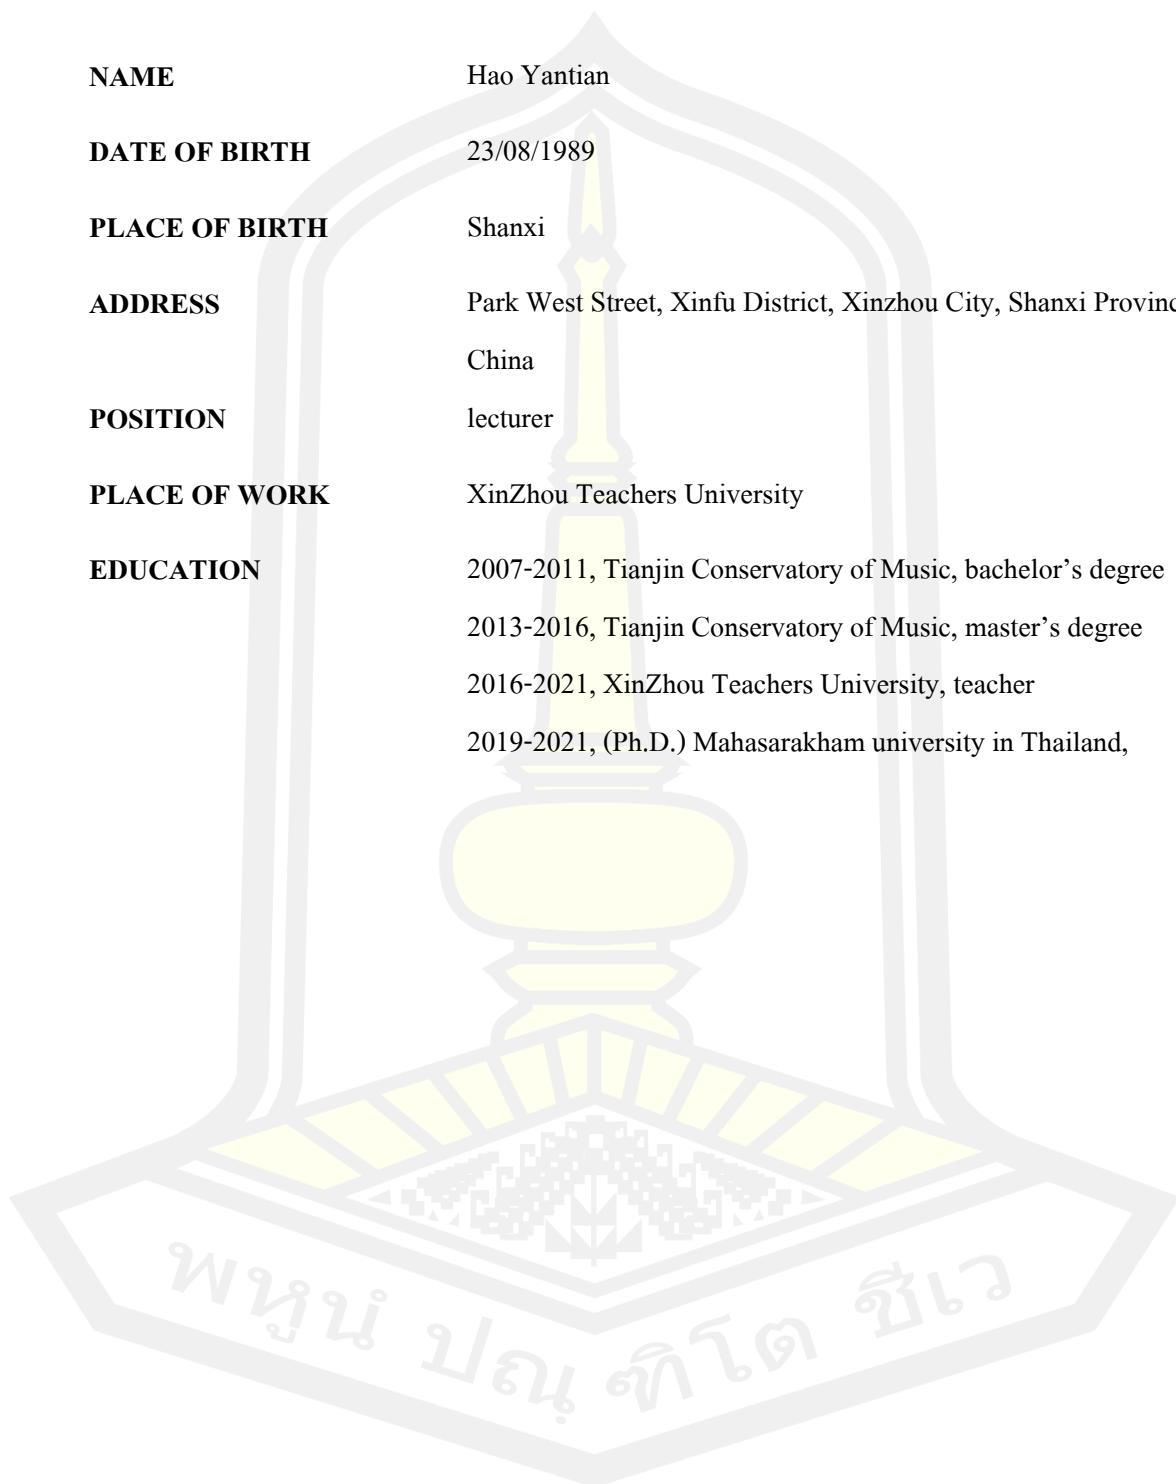 NAME Hao Yantian
DATE OF BIRTH 23/08/1989
PLACE OF BIRTH Shanxi
ADDRESS Park West Street, Xinfu District, Xinzhou City, Shanxi Provinc
China
POSITION lecturer
PLACE OF WORK XinZhou Teachers University
EDUCATION 2007-2011, Tianjin Conservatory of Music, bachelor’s degree
2013-2016, Tianjin Conservatory of Music, master’s degree
2016-2021, XinZhou Teachers University, teacher
2019-2021, (Ph.D.) Mahasarakham university in Thailand,
พหูนํ ปณฺฑิโต ชีเว